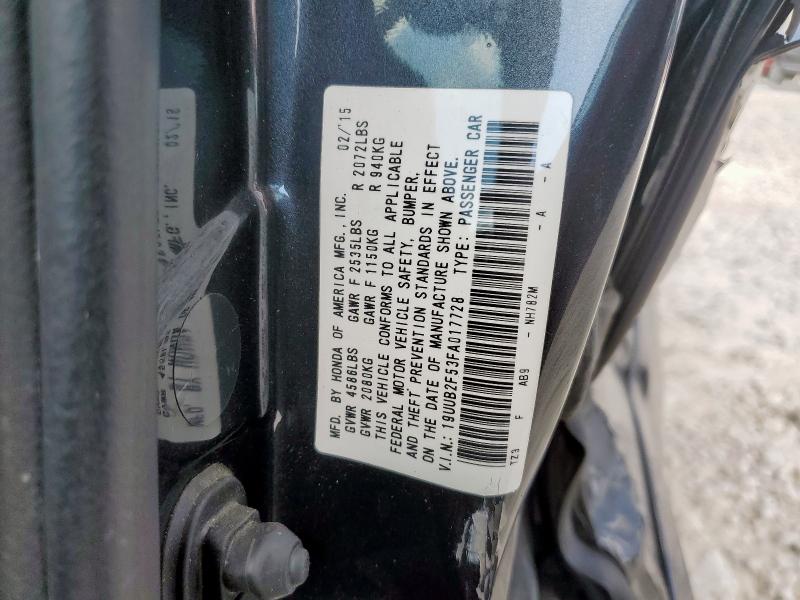 MFD. BY HONDA OF AMERICA MFG., INC. 02/'15
GVWR 4586LBS GAWR F 2535LBS R 2072LBS
GVWR 2080KG GAWR F 1150KG R 940KG
THIS VEHICLE CONFORMS TO ALL APPLICABLE
FEDERAL MOTOR VEHICLE SAFETY, BUMPER,
AND THEFT PREVENTION STANDARDS IN EFFECT
ON THE DATE OF MANUFACTURE SHOWN ABOVE.
V.I.N.: 19UUB2F53FA017728 TYPE: PASSENGER CAR
TZ3 F AB9 - NH782M - A - A